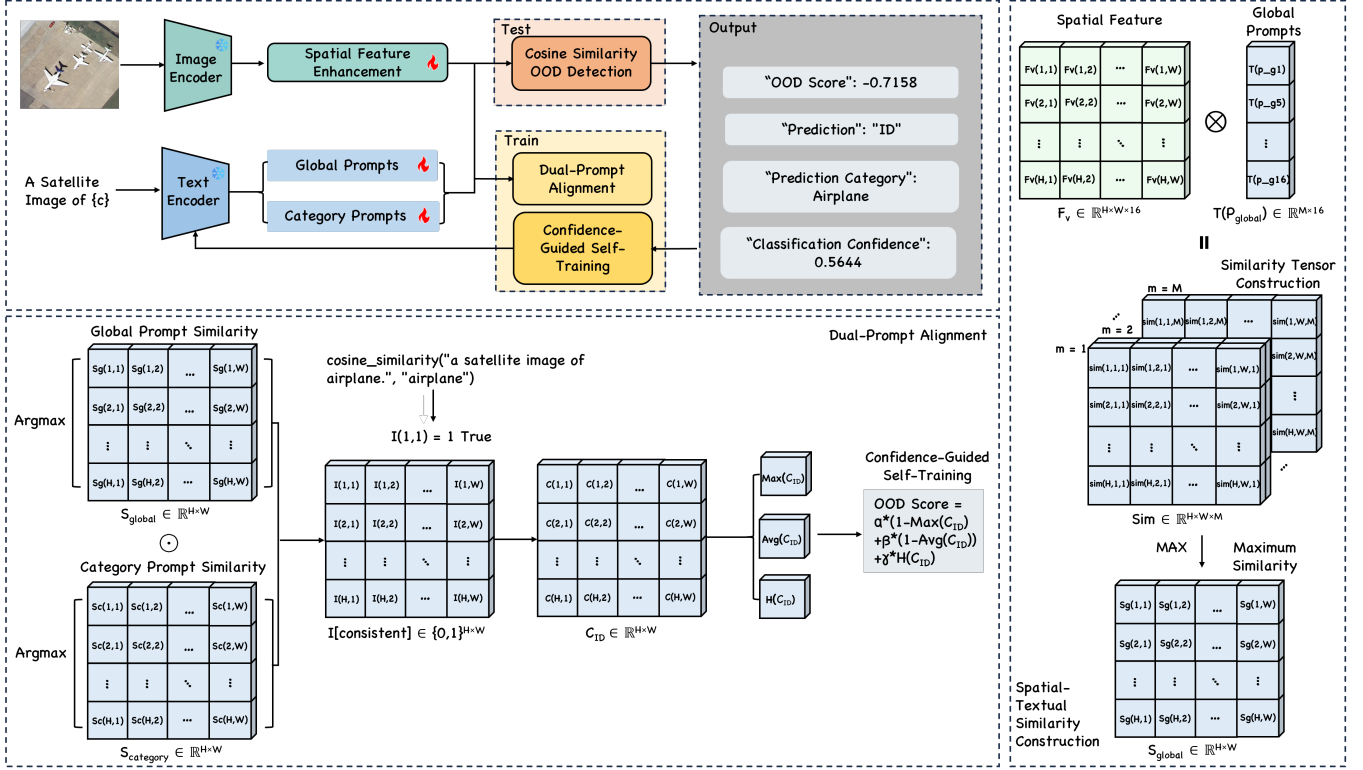 Image
Encoder
Spatial Feature
Enhancement
Test
Cosine Similarity
OOD Detection
Output
"OOD Score": -0.7158
"Prediction": "ID"
"Prediction Category":
Airplane
"Classification Confidence":
0.5644
A Satellite
Image of {c}
Text
Encoder
Global Prompts
Category Prompts
Train
Dual-Prompt
Alignment
Confidence-
Guided Self-
Training
Global Prompt Similarity
Argmax
Sg(1,1) Sg(1,2) ... Sg(1,W)
Sg(2,1) Sg(2,2) ... Sg(2,W)
⋮ ⋮ ⋱ ⋮
Sg(H,1) Sg(H,2) ... Sg(H,W)
S_global ∈ ℝ^H×W
⊙
Category Prompt Similarity
Argmax
Sc(1,1) Sc(1,2) ... Sc(1,W)
Sc(2,1) Sc(2,2) ... Sc(2,W)
⋮ ⋮ ⋱ ⋮
Sc(H,1) Sc(H,2) ... Sc(H,W)
S_category ∈ ℝ^H×W
Dual-Prompt Alignment
cosine_similarity("a satellite image of
airplane.", "airplane")
I(1,1) = 1 True
I(1,1) I(1,2) ... I(1,W)
I(2,1) I(2,2) ... I(2,W)
⋮ ⋮ ⋱ ⋮
I(H,1) I(H,2) ... I(H,W)
I[consistent] ∈ {0,1}^H×W
C(1,1) C(1,2) ... C(1,W)
C(2,1) C(2,2) ... C(2,W)
⋮ ⋮ ⋱ ⋮
C(H,1) C(H,2) ... C(H,W)
C_ID ∈ ℝ^H×W
Max(C_ID)
Avg(C_ID)
H(C_ID)
Confidence-Guided
Self-Training
OOD Score =
α*(1-Max(C_ID)
+β*(1-Avg(C_ID))
+γ*H(C_ID)
Spatial Feature
Fv(1,1) Fv(1,2) ... Fv(1,W)
Fv(2,1) Fv(2,2) ... Fv(2,W)
⋮ ⋮ ⋱ ⋮
Fv(H,1) Fv(H,2) ... Fv(H,W)
F_v ∈ ℝ^H×W×16
⊗
Global
Prompts
T(p_g1)
T(p_g5)
⋮
T(p_g16)
T(P_global) ∈ ℝ^M×16
=
Similarity Tensor
Construction
m = M
sim(1,1,M) sim(1,2,M) ... sim(1,W,M)
sim(2,W,M)
⋮
sim(H,W,M)
m = 2
m = 1
sim(1,1,1) sim(1,2,1) ... sim(1,W,1)
sim(2,1,1) sim(2,2,1) ... sim(2,W,1)
⋮ ⋮ ⋱ ⋮
sim(H,1,1) sim(H,2,1) ... sim(H,W,1)
Sim ∈ ℝ^H×W×M
MAX
Maximum
Similarity
Sg(1,1) Sg(1,2) ... Sg(1,W)
Sg(2,1) Sg(2,2) ... Sg(2,W)
⋮ ⋮ ⋱ ⋮
Sg(H,1) Sg(H,2) ... Sg(H,W)
S_global ∈ ℝ^H×W
Spatial-
Textual
Similarity
Construction